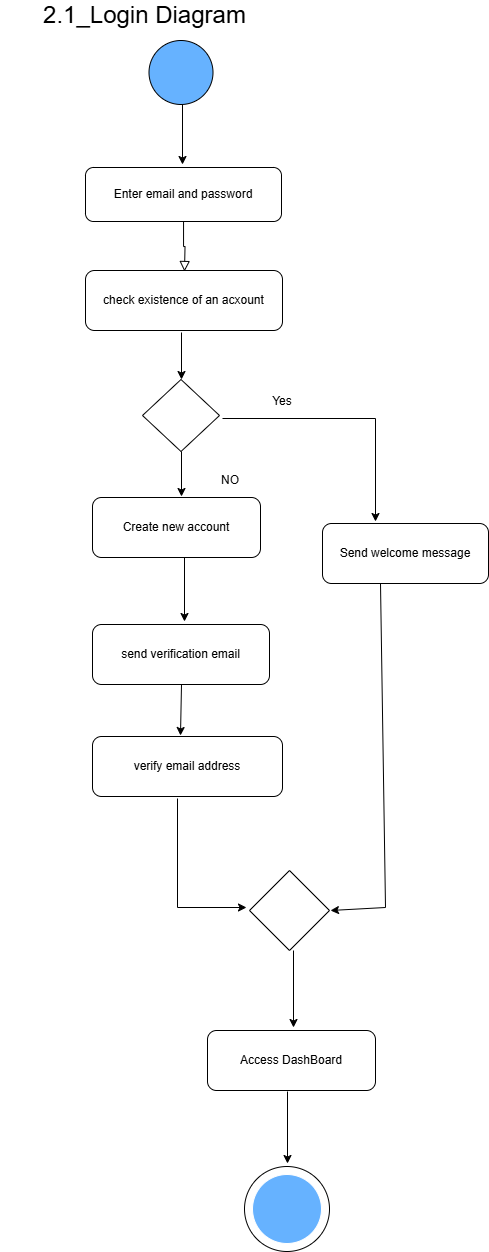 2.1_Login Diagram
Enter email and password
check existence of an acxount
Yes
NO
Create new account
Send welcome message
send verification email
verify email address
Access DashBoard